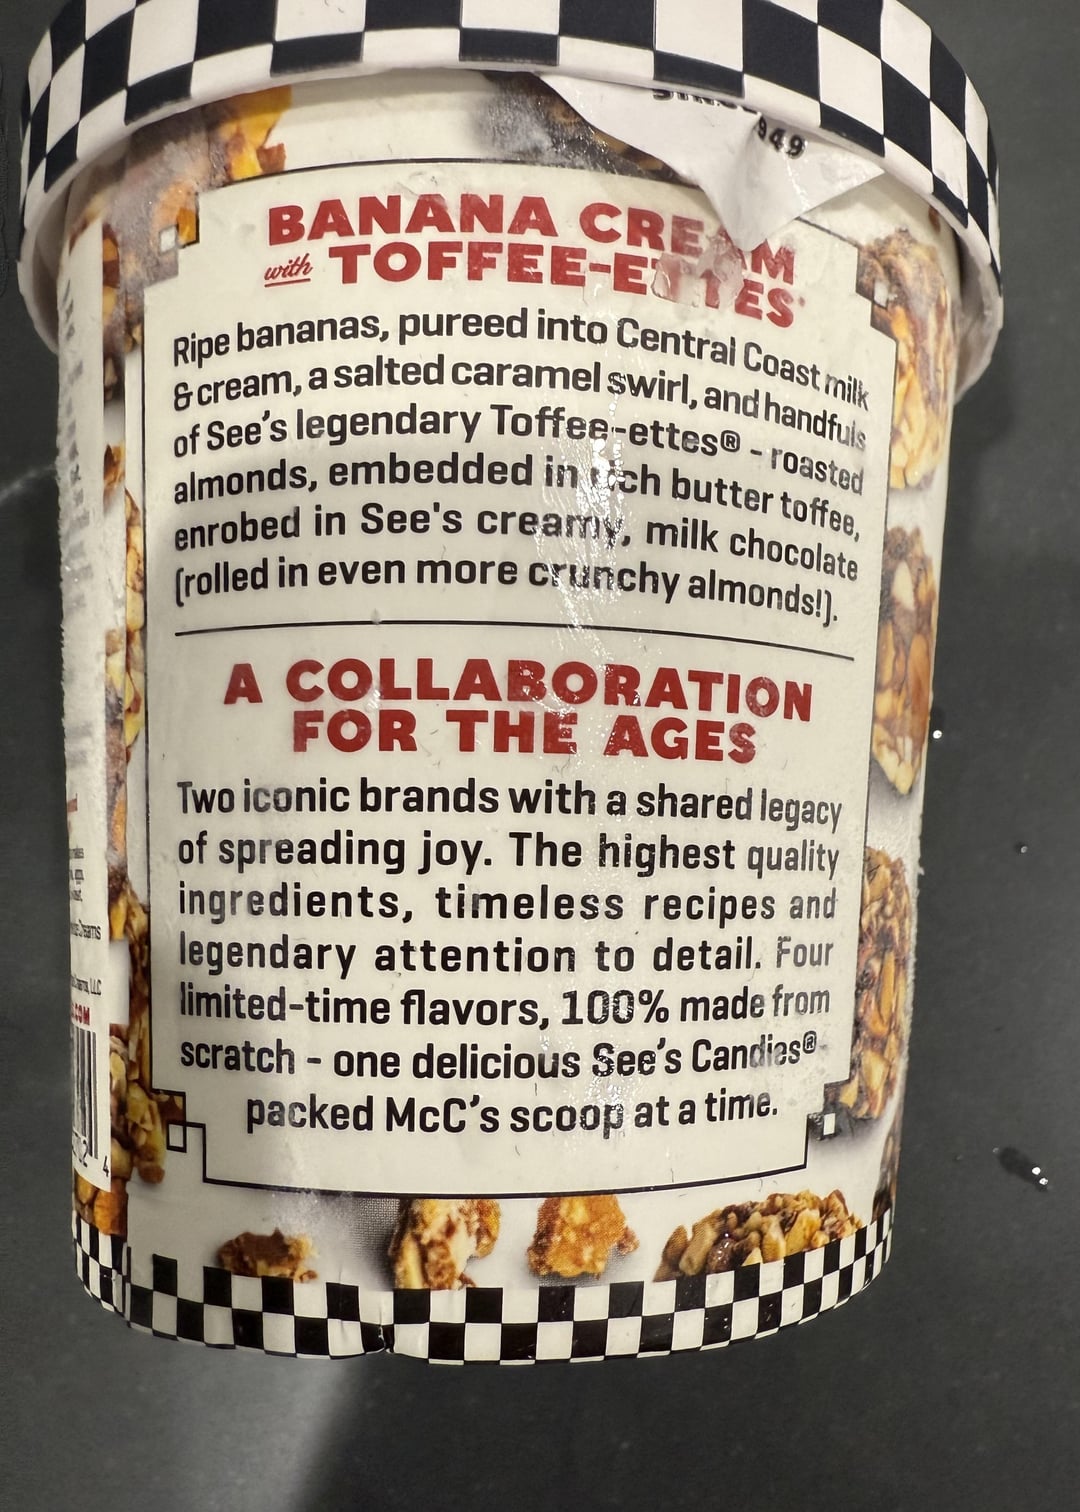 949
BANANA CREAM
with TOFFEE-ETTES
Ripe bananas, pureed into Central Coast milk
& cream, a salted caramel swirl, and handfuls
of See's legendary Toffee-ettes® - roasted
almonds, embedded in rich butter toffee,
enrobed in See's creamy, milk chocolate
(rolled in even more crunchy almonds!).
A COLLABORATION
FOR THE AGES
Two iconic brands with a shared legacy
of spreading joy. The highest quality
ingredients, timeless recipes and
legendary attention to detail. Four
limited-time flavors, 100% made from
scratch - one delicious See's Candies®-
packed McC's scoop at a time.
LLC
4